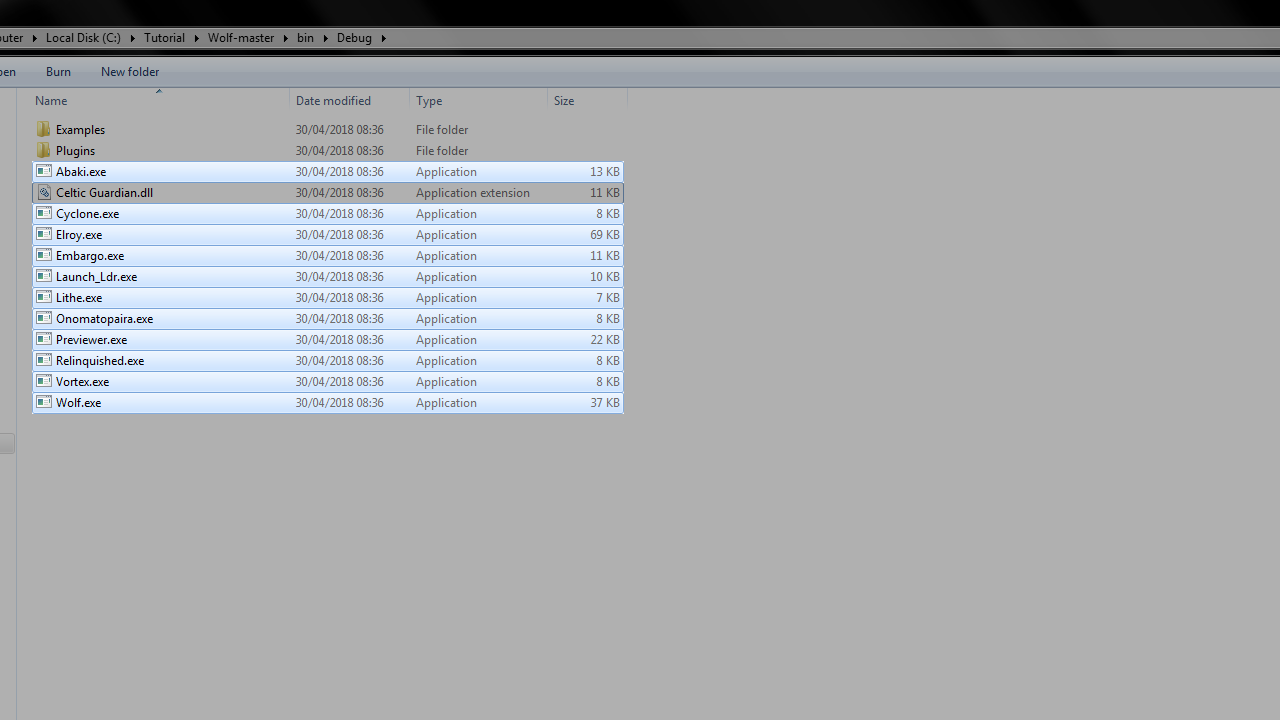 uter ▸ Local Disk (C:) ▸ Tutorial ▸ Wolf-master ▸ bin ▸ Debug ▸
pen Burn New folder
Name Date modified Type Size
Examples 30/04/2018 08:36 File folder
Plugins 30/04/2018 08:36 File folder
Abaki.exe 30/04/2018 08:36 Application 13 KB
Celtic Guardian.dll 30/04/2018 08:36 Application extension 11 KB
Cyclone.exe 30/04/2018 08:36 Application 8 KB
Elroy.exe 30/04/2018 08:36 Application 69 KB
Embargo.exe 30/04/2018 08:36 Application 11 KB
Launch_Ldr.exe 30/04/2018 08:36 Application 10 KB
Lithe.exe 30/04/2018 08:36 Application 7 KB
Onomatopaira.exe 30/04/2018 08:36 Application 8 KB
Previewer.exe 30/04/2018 08:36 Application 22 KB
Relinquished.exe 30/04/2018 08:36 Application 8 KB
Vortex.exe 30/04/2018 08:36 Application 8 KB
Wolf.exe 30/04/2018 08:36 Application 37 KB